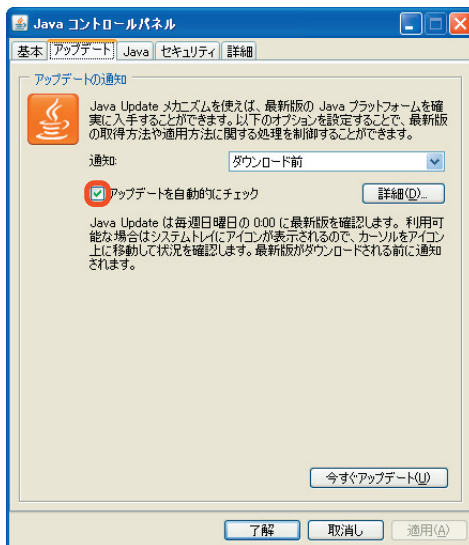 Java コントロールパネル
基本 アップデート Java セキュリティ 詳細
アップデートの通知
Java Update メカニズムを使えば、最新版の Java プラットフォームを確
実に入手することができます。以下のオプションを設定することで、最新版
の取得方法や適用方法に関する処理を制御することができます。
通知: ダウンロード前
アップデートを自動的にチェック 詳細(D)...
Java Update は毎週日曜日の 0:00 に最新版を確認します。利用可
能な場合はシステムトレイにアイコンが表示されるので、カーソルをアイコン
上に移動して状況を確認します。最新版がダウンロードされる前に通知
されます。
今すぐアップデート(U)
了解 取消し 適用(A)